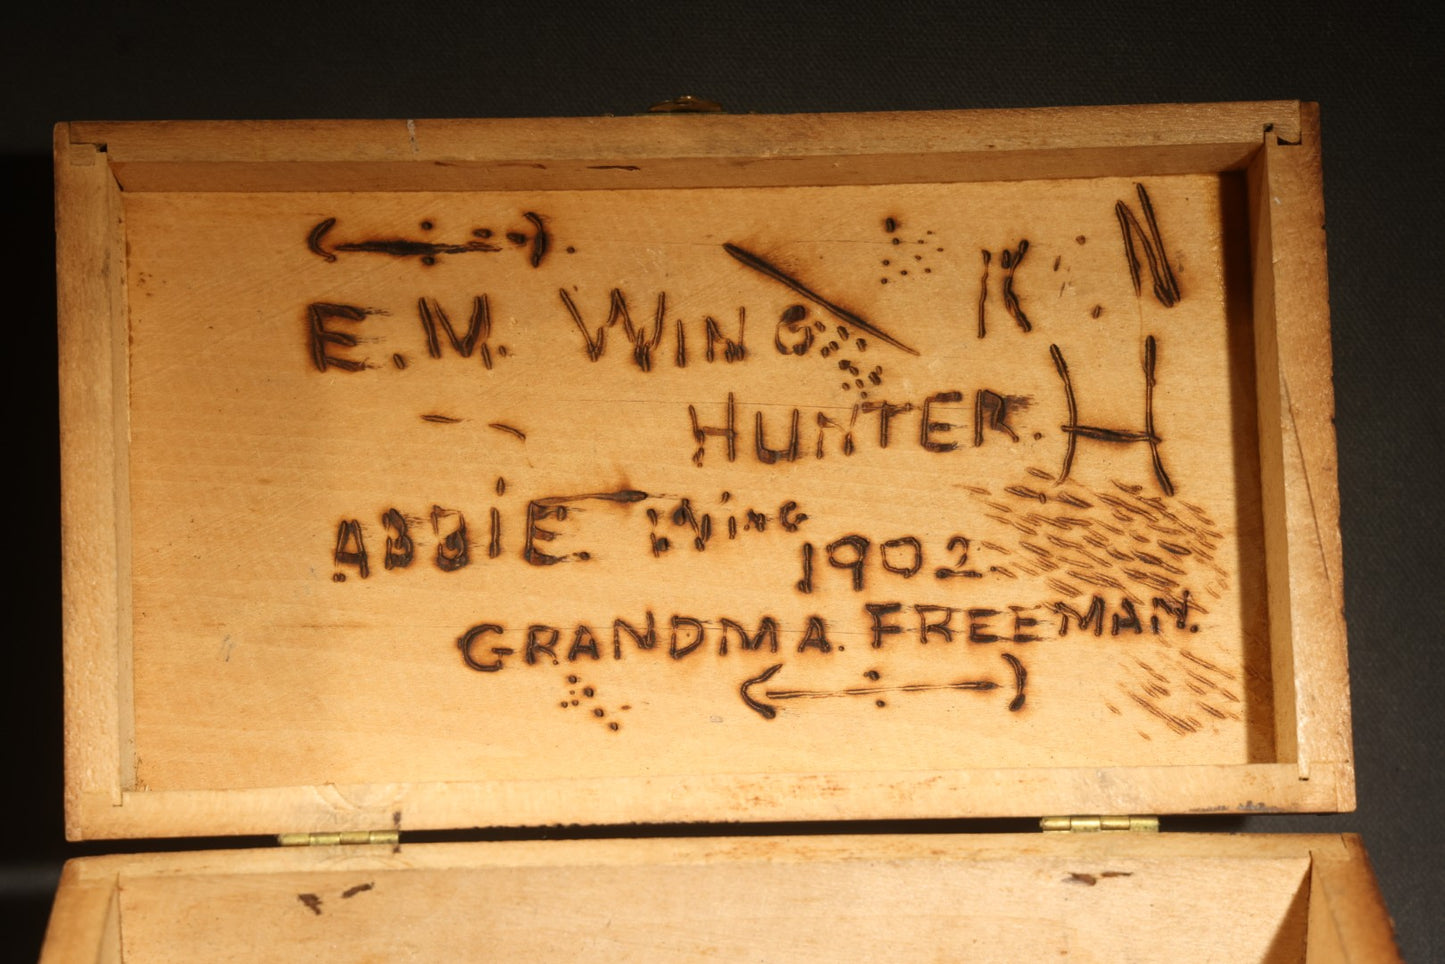 K. N
E. M. WING
HUNTER. H
ABBIE. WiNG
1902
GRANDMA. FREEMAN.